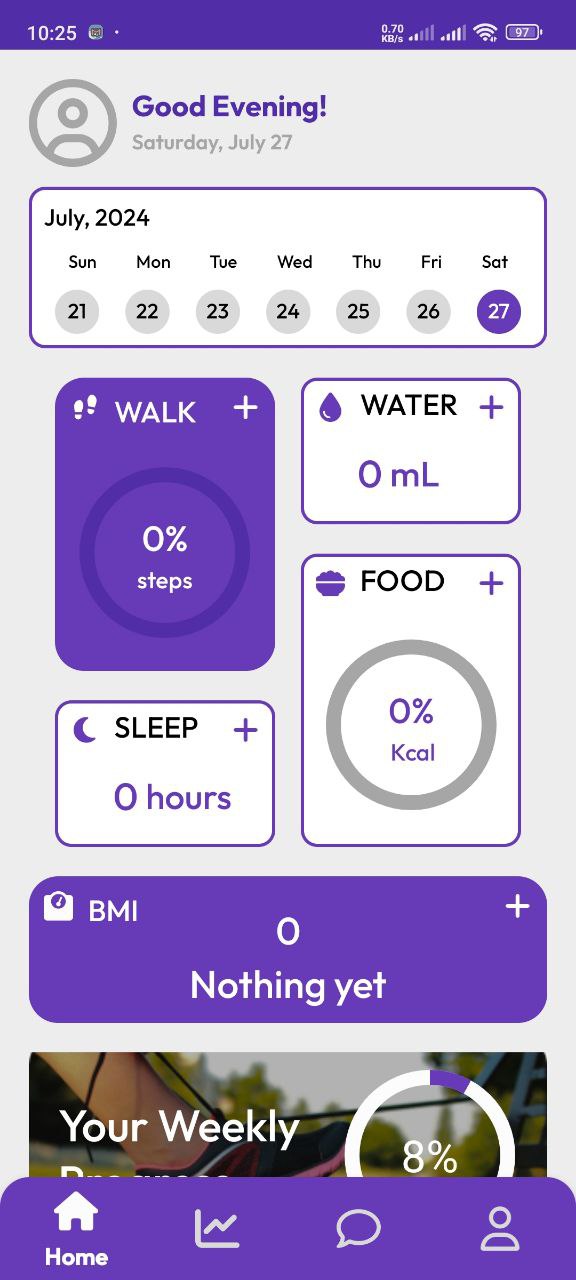 10:25
0.70
KB/s
97
Good Evening!
Saturday, July 27
July, 2024
Sun Mon Tue Wed Thu Fri Sat
21 22 23 24 25 26 27
WALK
0%
steps
WATER
0 mL
FOOD
0%
Kcal
SLEEP
0 hours
BMI
0
Nothing yet
Your Weekly
Progress
8%
Home